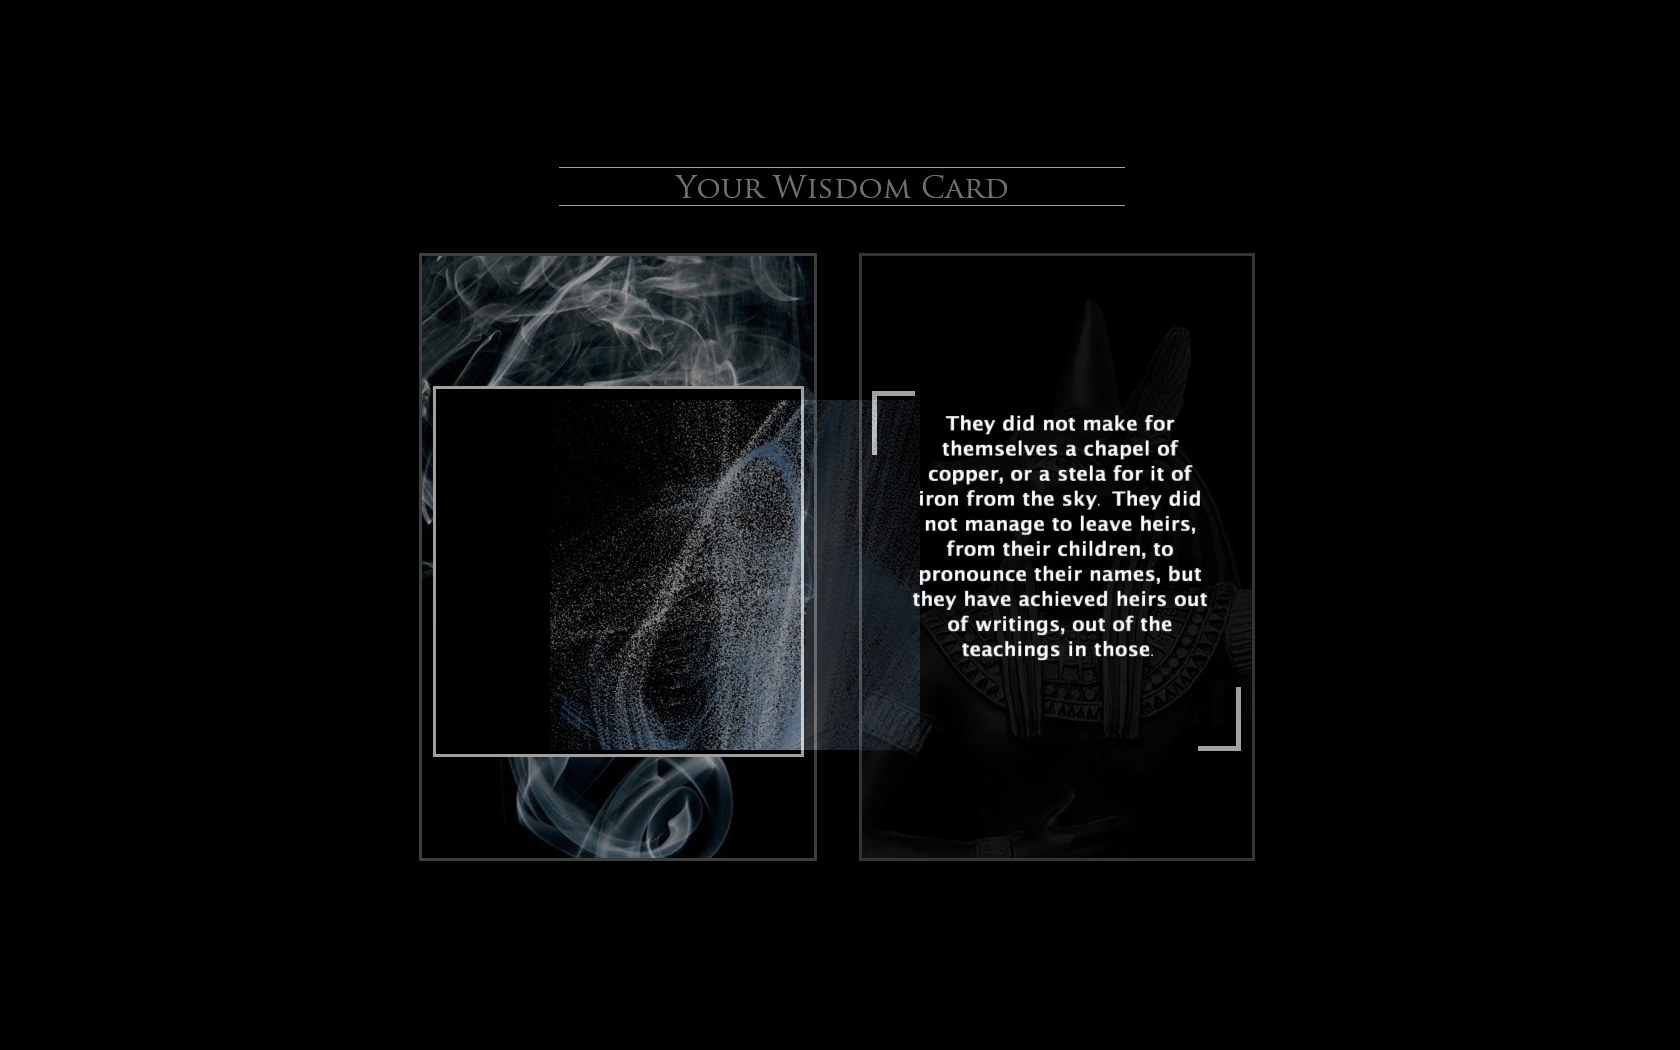 Your Wisdom Card
They did not make for
themselves a chapel of
copper, or a stela for it of
iron from the sky. They did
not manage to leave heirs,
from their children, to
pronounce their names, but
they have achieved heirs out
of writings, out of the
teachings in those.